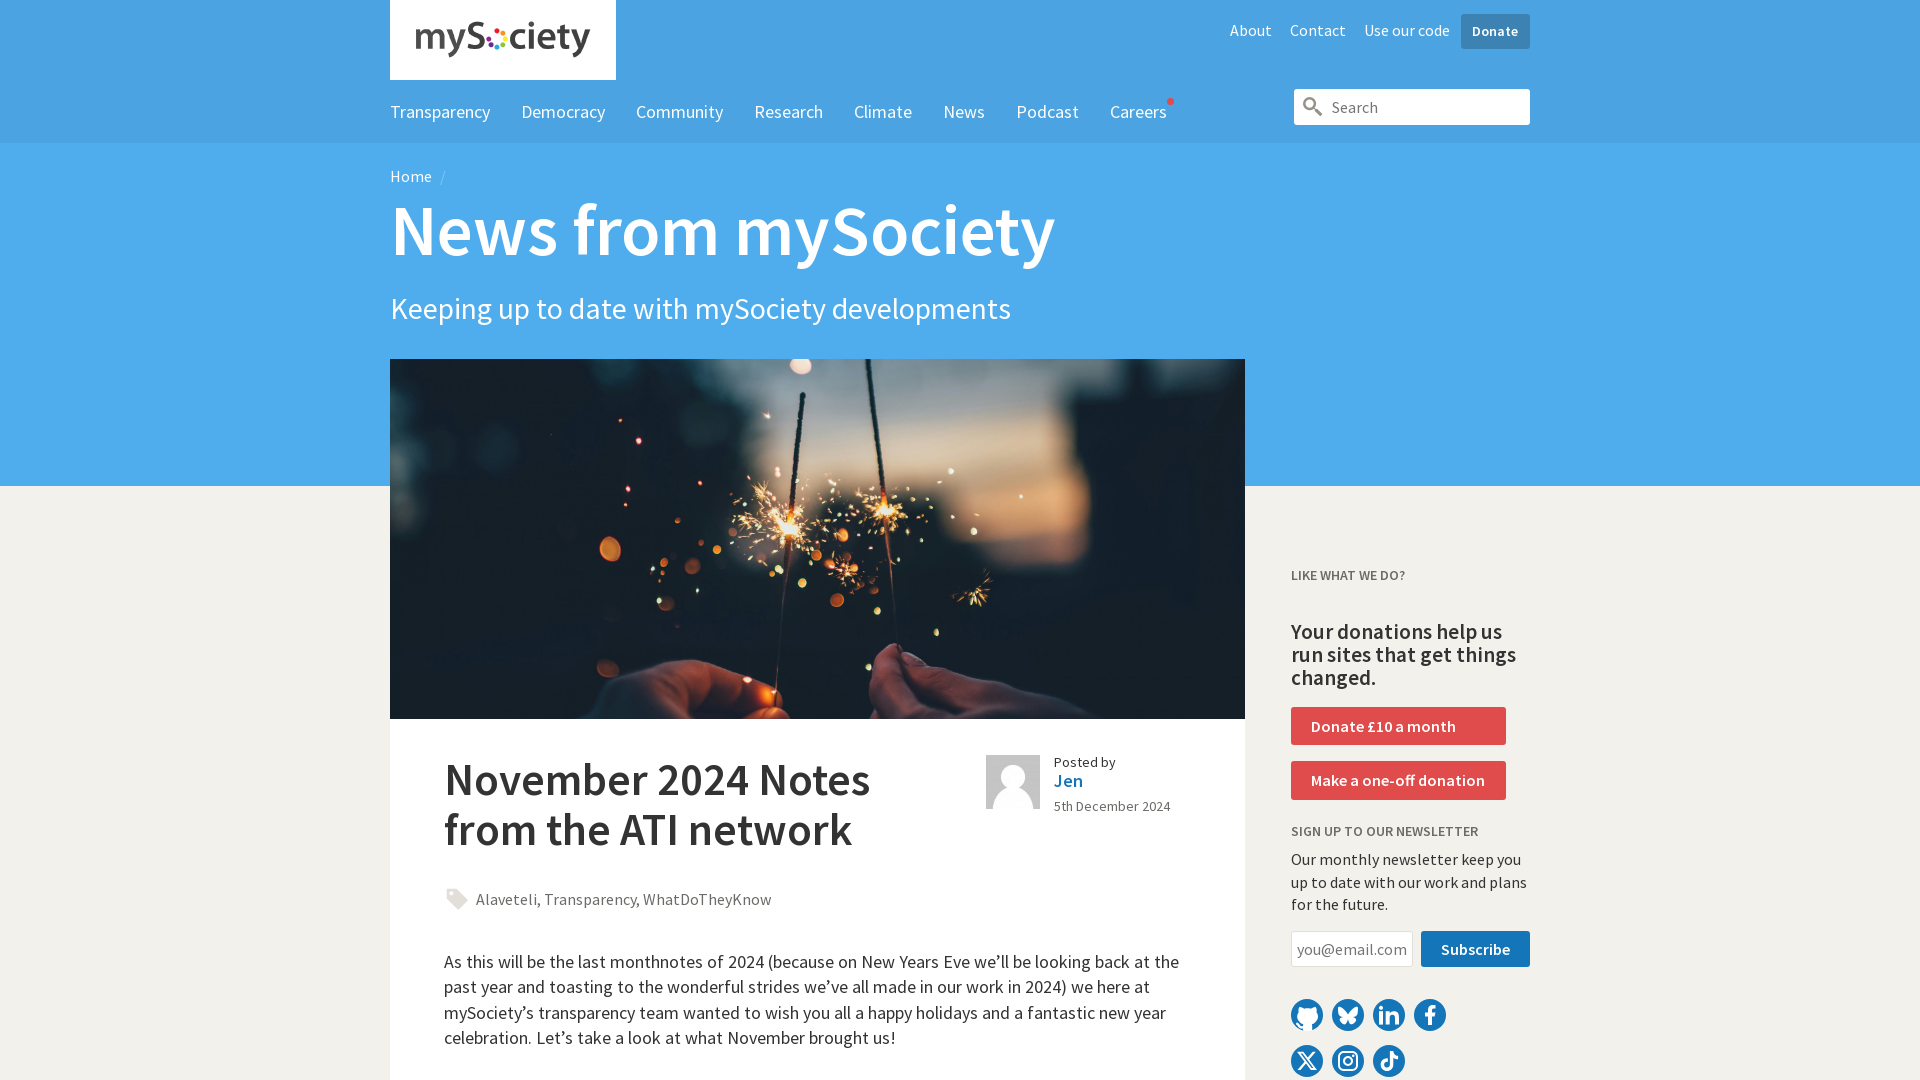 mySociety
About
Contact
Use our code
Donate
Transparency
Democracy
Community
Research
Climate
News
Podcast
Careers
Search
Home /
News from mySociety
Keeping up to date with mySociety developments
November 2024 Notes
from the ATI network
Posted by
Jen
5th December 2024
Alaveteli, Transparency, WhatDoTheyKnow
As this will be the last monthnotes of 2024 (because on New Years Eve we’ll be looking back at the
past year and toasting to the wonderful strides we’ve all made in our work in 2024) we here at
mySociety’s transparency team wanted to wish you all a happy holidays and a fantastic new year
celebration. Let’s take a look at what November brought us!
LIKE WHAT WE DO?
Your donations help us
run sites that get things
changed.
Donate £10 a month
Make a one-off donation
SIGN UP TO OUR NEWSLETTER
Our monthly newsletter keep you
up to date with our work and plans
for the future.
you@email.com
Subscribe